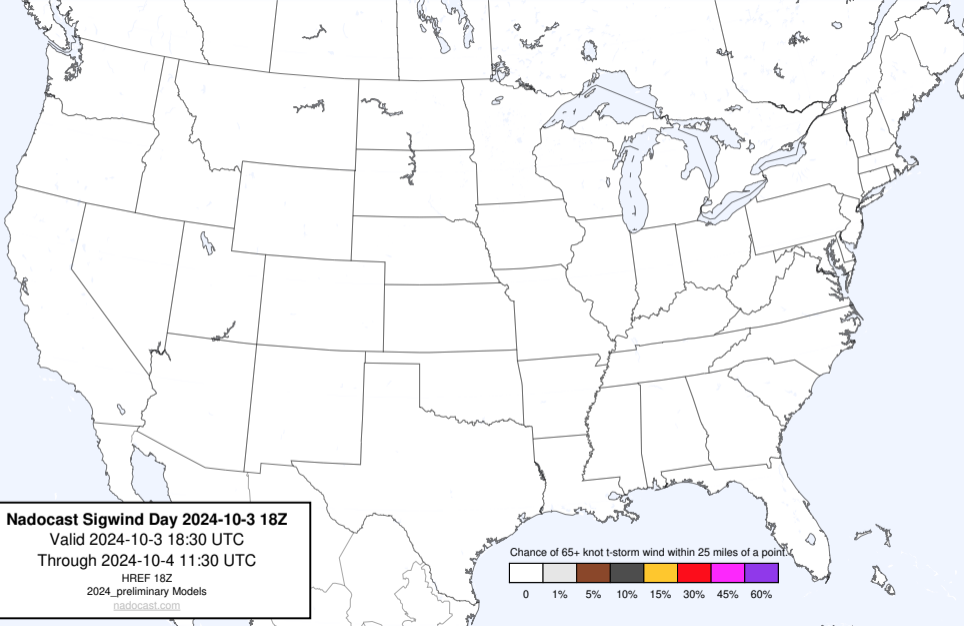 Nadocast Sigwind Day 2024-10-3 18Z
Valid 2024-10-3 18:30 UTC
Through 2024-10-4 11:30 UTC
HREF 18Z
2024_preliminary Models
nadocast.com
Chance of 65+ knot t-storm wind within 25 miles of a point.
0 1% 5% 10% 15% 30% 45% 60%